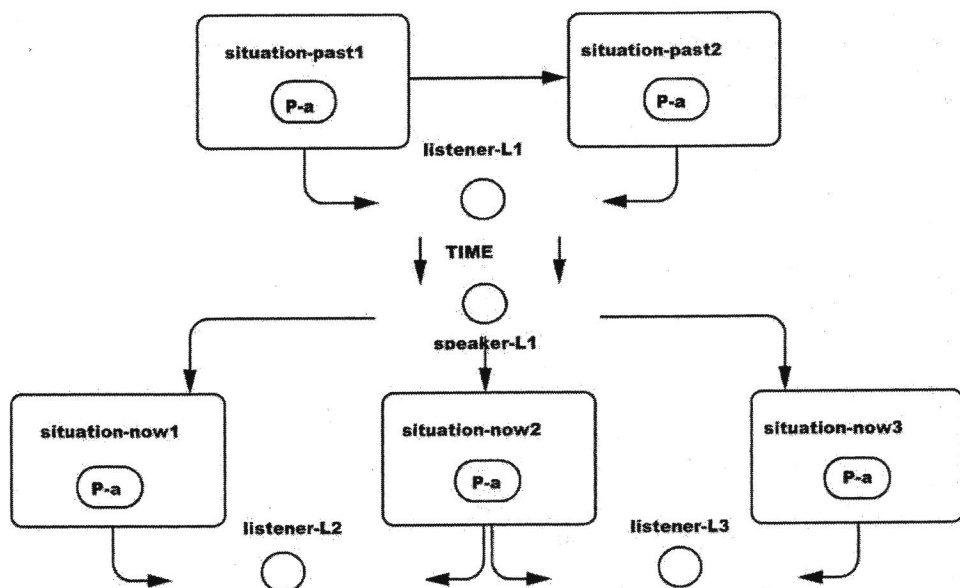 situation-past1
situation-past2
P-a
P-a
listener-L1
TIME
speaker-L1
situation-now1
situation-now2
situation-now3
P-a
P-a
P-a
listener-L2
listener-L3